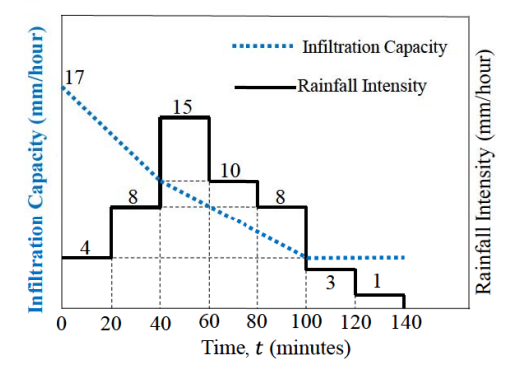 Infiltration Capacity (mm/hour)
Rainfall Intensity (mm/hour)
Infiltration Capacity
Rainfall Intensity
17
15
10
8
8
4
3
1
0 20 40 60 80 100 120 140
Time, t (minutes)